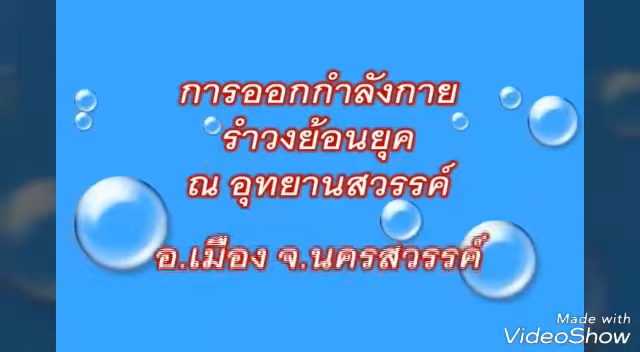 การออกกำลังกาย
รำวงย้อนยุค
ณ อุทยานสวรรค์
อ.เมือง จ.นครสวรรค์
Made with
VideoShow